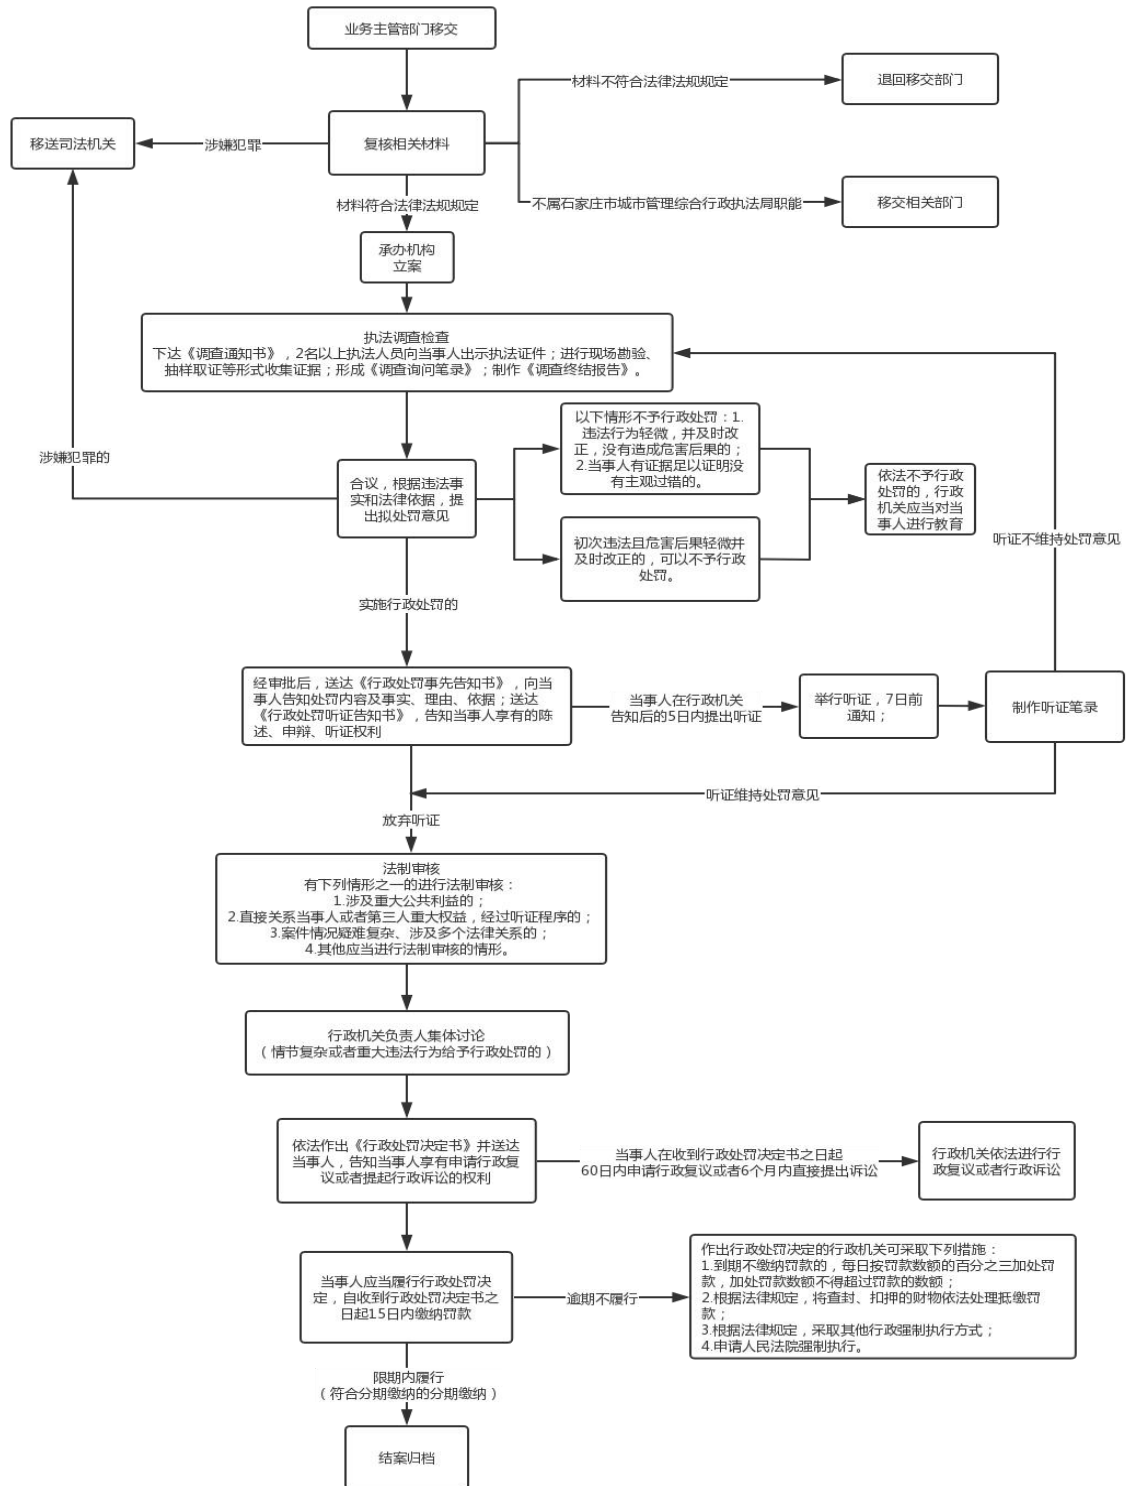 业务主管部门移交
材料不符合法律法规规定
退回移交部门
移送司法机关
涉嫌犯罪
复核相关材料
材料符合法律法规规定
不属石家庄市城市管理综合行政执法局职能
移交相关部门
承办机构
立案
执法调查检查
下达《调查通知书》，2名以上执法人员向当事人出示执法证件；进行现场勘验、
抽样取证等形式收集证据；形成《调查询问笔录》；制作《调查终结报告》。
涉嫌犯罪的
合议，根据违法事
实和法律依据，提
出拟处罚意见
以下情形不予行政处罚：1.
违法行为轻微，并及时改
正，没有造成危害后果的；
2.当事人有证据足以证明没
有主观过错的。
初次违法且危害后果轻微并
及时改正的，可以不予行政
处罚。
依法不予行政
处罚的，行政
机关应当对当
事人进行教育
听证不维持处罚意见
实施行政处罚的
经审批后，送达《行政处罚事先告知书》，向当
事人告知处罚内容及事实、理由、依据；送达
《行政处罚听证告知书》，告知当事人享有的陈
述、申辩、听证权利
当事人在行政机关
告知后的5日内提出听证
举行听证，7日前
通知；
制作听证笔录
听证维持处罚意见
放弃听证
法制审核
有下列情形之一的进行法制审核：
1.涉及重大公共利益的；
2.直接关系当事人或者第三人重大权益，经过听证程序的；
3.案件情况疑难复杂、涉及多个法律关系的；
4.其他应当进行法制审核的情形。
行政机关负责人集体讨论
（情节复杂或者重大违法行为给予行政处罚的）
依法作出《行政处罚决定书》并送达
当事人，告知当事人享有申请行政复
议或者提起行政诉讼的权利
当事人在收到行政处罚决定书之日起
60日内申请行政复议或者6个月内直接提出诉讼
行政机关依法进行行
政复议或者行政诉讼
当事人应当履行行政处罚决
定，自收到行政处罚决定书之
日起15日内缴纳罚款
逾期不履行
作出行政处罚决定的行政机关可采取下列措施：
1.到期不缴纳罚款的，每日按罚款数额的百分之三加处罚
款，加处罚款数额不得超过罚款的数额；
2.根据法律规定，将查封、扣押的财物依法处理抵缴罚
款；
3.根据法律规定，采取其他行政强制执行方式；
4.申请人民法院强制执行。
限期内履行
（符合分期缴纳的分期缴纳）
结案归档